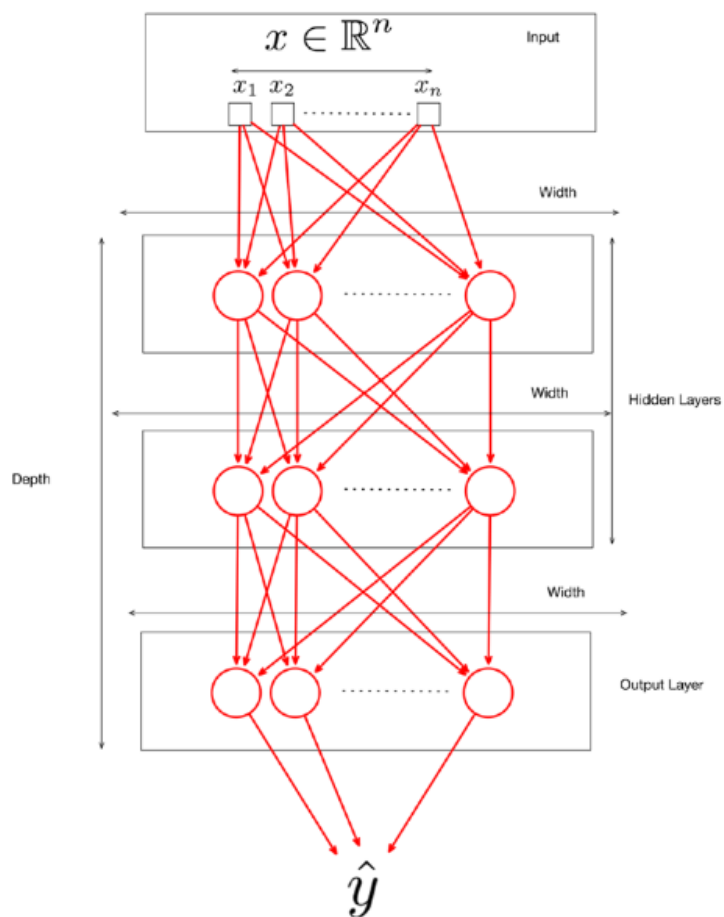 x ∈ ℝⁿ
Input
x₁ x₂ xₙ
Width
Width
Hidden Layers
Depth
Width
Output Layer
ŷ